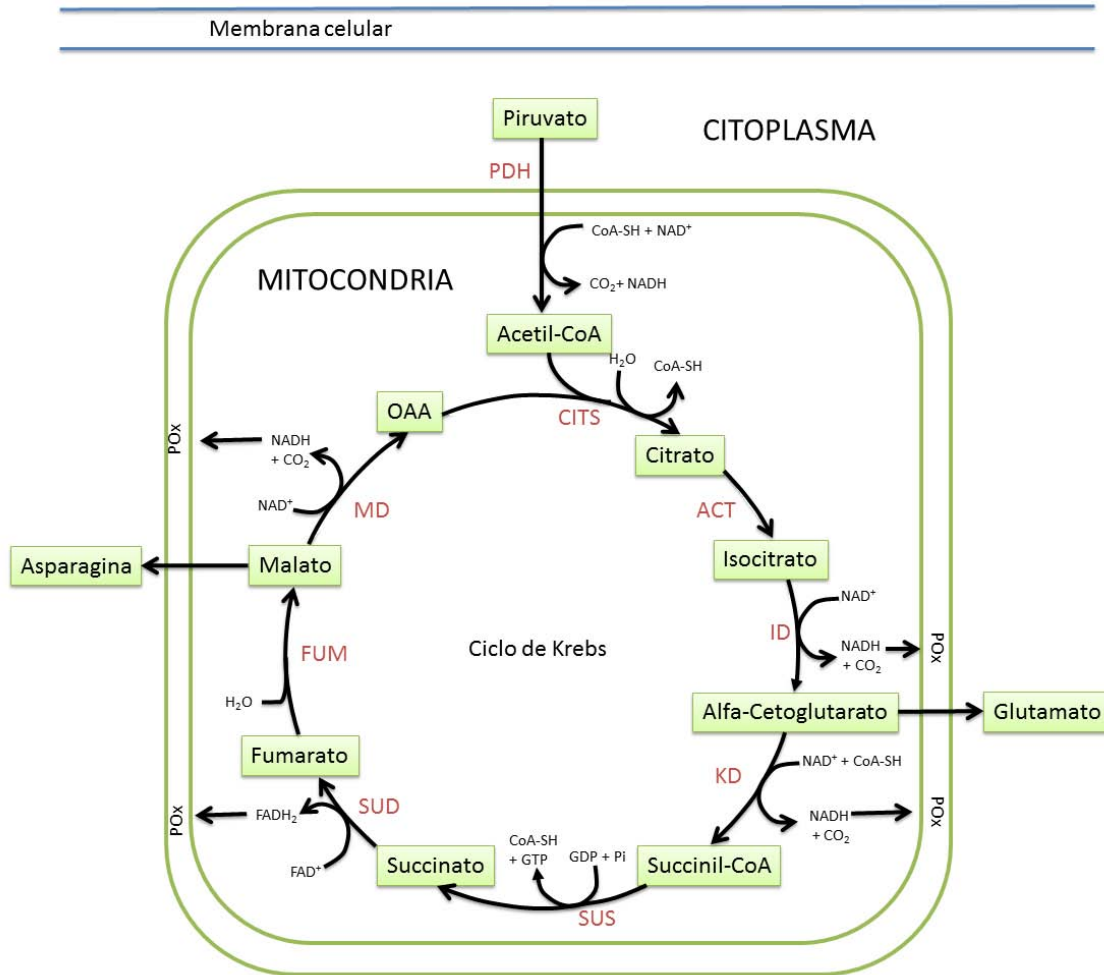 Membrana celular
Piruvato
CITOPLASMA
PDH
CoA-SH + NAD⁺
MITOCONDRIA
CO₂+ NADH
Acetil-CoA
H₂O
CoA-SH
OAA
CITS
POx
NADH
+ CO₂
Citrato
NAD⁺
MD
ACT
Asparagina
Malato
Isocitrato
NAD⁺
FUM
Ciclo de Krebs
ID
NADH
+ CO₂
POx
H₂O
Alfa-Cetoglutarato
Glutamato
Fumarato
KD
NAD⁺ + CoA-SH
POx
FADH₂
SUD
NADH
+ CO₂
POx
FAD⁺
Succinato
CoA-SH
+ GTP
GDP + Pi
Succinil-CoA
SUS